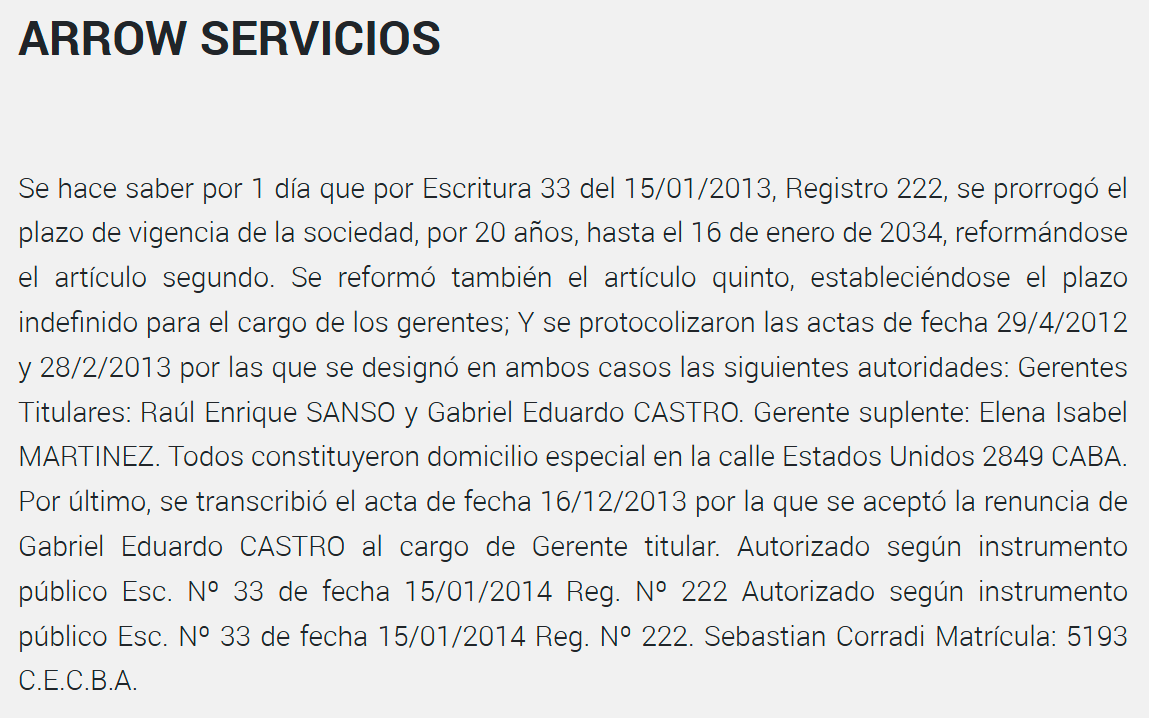 ARROW SERVICIOS
Se hace saber por 1 día que por Escritura 33 del 15/01/2013, Registro 222, se prorrogó el
plazo de vigencia de la sociedad, por 20 años, hasta el 16 de enero de 2034, reformándose
el artículo segundo. Se reformó también el artículo quinto, estableciéndose el plazo
indefinido para el cargo de los gerentes; Y se protocolizaron las actas de fecha 29/4/2012
y 28/2/2013 por las que se designó en ambos casos las siguientes autoridades: Gerentes
Titulares: Raúl Enrique SANSO y Gabriel Eduardo CASTRO. Gerente suplente: Elena Isabel
MARTINEZ. Todos constituyeron domicilio especial en la calle Estados Unidos 2849 CABA.
Por último, se transcribió el acta de fecha 16/12/2013 por la que se aceptó la renuncia de
Gabriel Eduardo CASTRO al cargo de Gerente titular. Autorizado según instrumento
público Esc. Nº 33 de fecha 15/01/2014 Reg. Nº 222 Autorizado según instrumento
público Esc. Nº 33 de fecha 15/01/2014 Reg. Nº 222. Sebastian Corradi Matrícula: 5193
C.E.C.B.A.